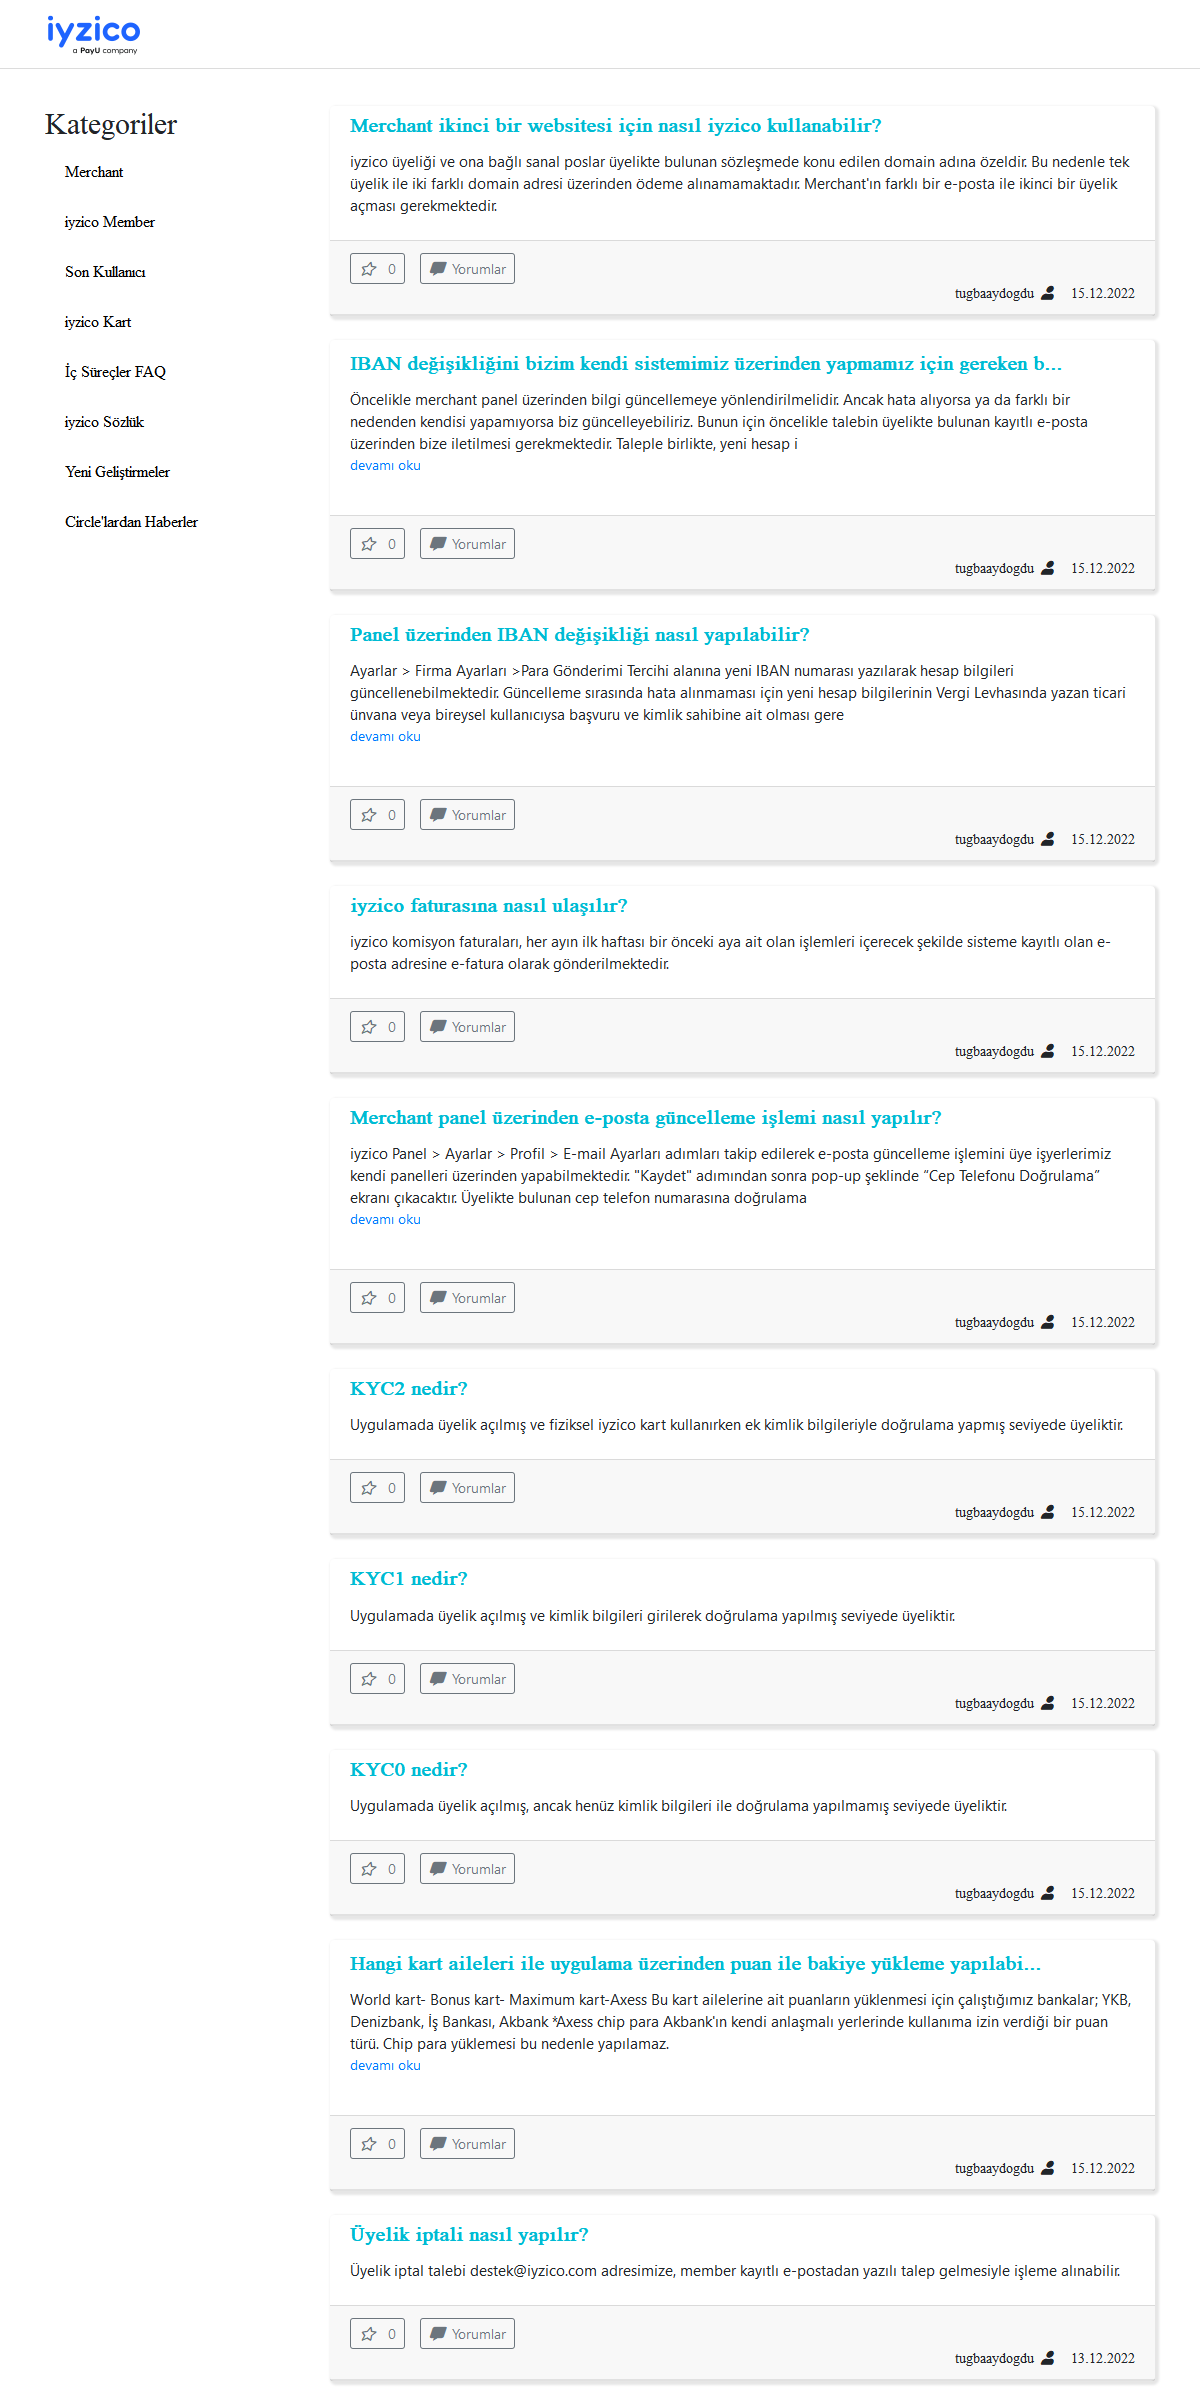 iyzico
a PayU company
Kategoriler
Merchant
iyzico Member
Son Kullanıcı
iyzico Kart
İç Süreçler FAQ
iyzico Sözlük
Yeni Geliştirmeler
Circle'lardan Haberler
Merchant ikinci bir websitesi için nasıl iyzico kullanabilir?
iyzico üyeliği ve ona bağlı sanal poslar üyelikte bulunan sözleşmede konu edilen domain adına özeldir. Bu nedenle tek
üyelik ile iki farklı domain adresi üzerinden ödeme alınamamaktadır. Merchant'ın farklı bir e-posta ile ikinci bir üyelik
açması gerekmektedir.
0 Yorumlar
tugbaaydogdu 15.12.2022
IBAN değişikliğini bizim kendi sistemimiz üzerinden yapmamız için gereken b...
Öncelikle merchant panel üzerinden bilgi güncellemeye yönlendirilmelidir. Ancak hata alıyorsa ya da farklı bir
nedenden kendisi yapamıyorsa biz güncelleyebiliriz. Bunun için öncelikle talebin üyelikte bulunan kayıtlı e-posta
üzerinden bize iletilmesi gerekmektedir. Taleple birlikte, yeni hesap i
devamı oku
0 Yorumlar
tugbaaydogdu 15.12.2022
Panel üzerinden IBAN değişikliği nasıl yapılabilir?
Ayarlar > Firma Ayarları >Para Gönderimi Tercihi alanına yeni IBAN numarası yazılarak hesap bilgileri
güncellenebilmektedir. Güncelleme sırasında hata alınmaması için yeni hesap bilgilerinin Vergi Levhasında yazan ticari
ünvana veya bireysel kullanıcıysa başvuru ve kimlik sahibine ait olması gere
devamı oku
0 Yorumlar
tugbaaydogdu 15.12.2022
iyzico faturasına nasıl ulaşılır?
iyzico komisyon faturaları, her ayın ilk haftası bir önceki aya ait olan işlemleri içerecek şekilde sisteme kayıtlı olan e-
posta adresine e-fatura olarak gönderilmektedir.
0 Yorumlar
tugbaaydogdu 15.12.2022
Merchant panel üzerinden e-posta güncelleme işlemi nasıl yapılır?
iyzico Panel > Ayarlar > Profil > E-mail Ayarları adımları takip edilerek e-posta güncelleme işlemini üye işyerlerimiz
kendi panelleri üzerinden yapabilmektedir. "Kaydet" adımından sonra pop-up şeklinde “Cep Telefonu Doğrulama”
ekranı çıkacaktır. Üyelikte bulunan cep telefon numarasına doğrulama
devamı oku
0 Yorumlar
tugbaaydogdu 15.12.2022
KYC2 nedir?
Uygulamada üyelik açılmış ve fiziksel iyzico kart kullanırken ek kimlik bilgileriyle doğrulama yapmış seviyede üyeliktir.
0 Yorumlar
tugbaaydogdu 15.12.2022
KYC1 nedir?
Uygulamada üyelik açılmış ve kimlik bilgileri girilerek doğrulama yapılmış seviyede üyeliktir.
0 Yorumlar
tugbaaydogdu 15.12.2022
KYC0 nedir?
Uygulamada üyelik açılmış, ancak henüz kimlik bilgileri ile doğrulama yapılmamış seviyede üyeliktir.
0 Yorumlar
tugbaaydogdu 15.12.2022
Hangi kart aileleri ile uygulama üzerinden puan ile bakiye yükleme yapılabi...
World kart- Bonus kart- Maximum kart-Axess Bu kart ailelerine ait puanların yüklenmesi için çalıştığımız bankalar; YKB,
Denizbank, İş Bankası, Akbank *Axess chip para Akbank'ın kendi anlaşmalı yerlerinde kullanıma izin verdiği bir puan
türü. Chip para yüklemesi bu nedenle yapılamaz.
devamı oku
0 Yorumlar
tugbaaydogdu 15.12.2022
Üyelik iptali nasıl yapılır?
Üyelik iptal talebi destek@iyzico.com adresimize, member kayıtlı e-postadan yazılı talep gelmesiyle işleme alınabilir.
0 Yorumlar
tugbaaydogdu 13.12.2022